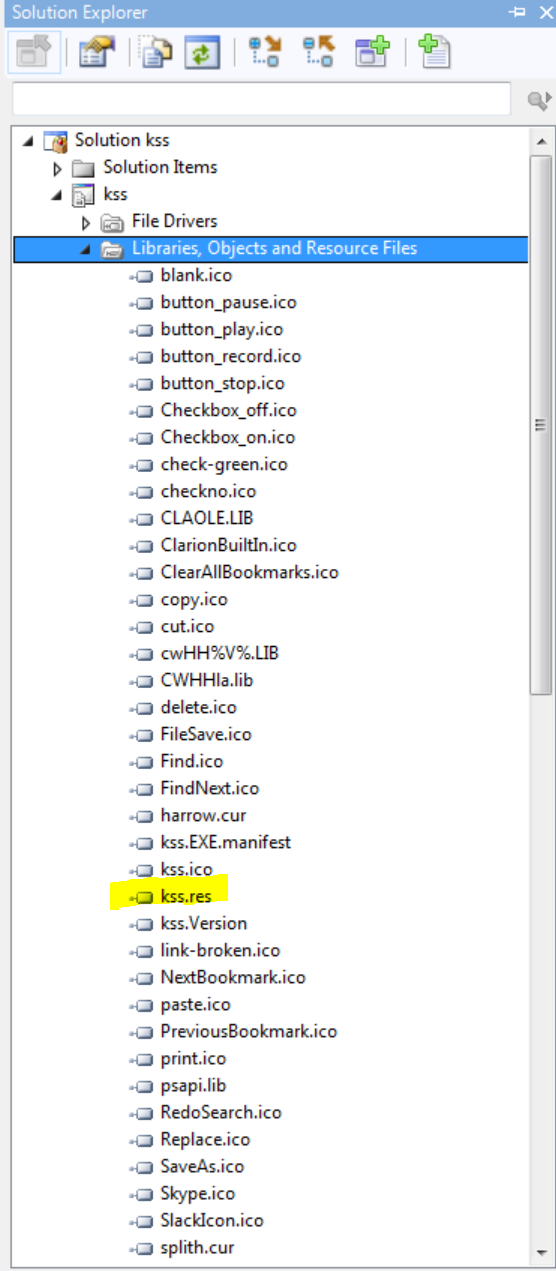 Solution Explorer
Solution kss
Solution Items
kss
File Drivers
Libraries, Objects and Resource Files
blank.ico
button_pause.ico
button_play.ico
button_record.ico
button_stop.ico
Checkbox_off.ico
Checkbox_on.ico
check-green.ico
checkno.ico
CLAOLE.LIB
ClarionBuiltIn.ico
ClearAllBookmarks.ico
copy.ico
cut.ico
cwHH%V%.LIB
CWHHla.lib
delete.ico
FileSave.ico
Find.ico
FindNext.ico
harrow.cur
kss.EXE.manifest
kss.ico
kss.res
kss.Version
link-broken.ico
NextBookmark.ico
paste.ico
PreviousBookmark.ico
print.ico
psapi.lib
RedoSearch.ico
Replace.ico
SaveAs.ico
Skype.ico
SlackIcon.ico
splith.cur